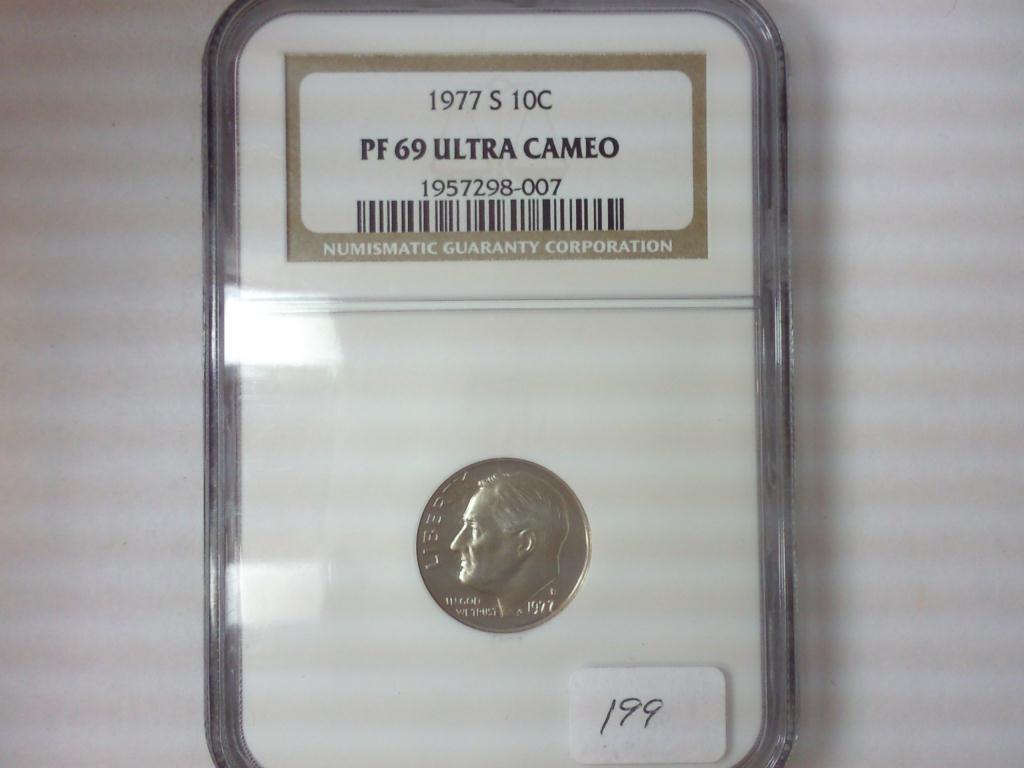 1977 S 10C
PF 69 ULTRA CAMEO
1957298-007
NUMISMATIC GUARANTY CORPORATION
LIBERTY
IN GOD
WE TRUST
1977
S
199